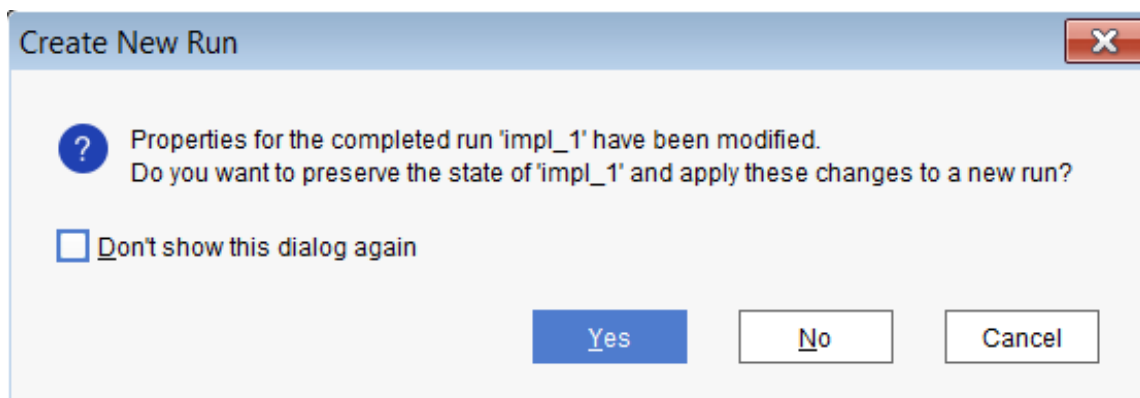 Create New Run
?
Properties for the completed run 'impl_1' have been modified.
Do you want to preserve the state of 'impl_1' and apply these changes to a new run?
Don't show this dialog again
Yes No Cancel